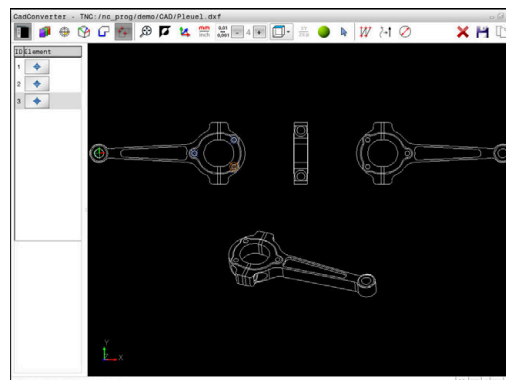 CadConverter - TNC:/nc_prog/demo/CAD/Pleuel.dxf
mm
inch
0.01
0,001
4
ID Element
1
2
3
Y
X